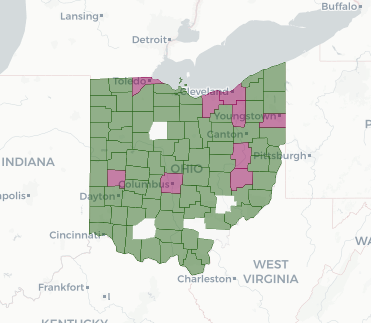 Buffalo
Lansing
Detroit
Toledo
Cleveland
Youngstown
Canton
Pittsburgh
INDIANA
OHIO
Columbus
Dayton
Cincinnati
WEST
VIRGINIA
Charleston
Frankfort
KENTUCKY